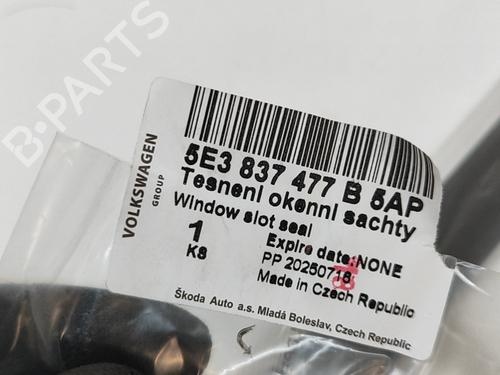 B-PARTS
VOLKSWAGEN
GROUP
5E3 837 477 B 5AP
Tesneni okenni sachty
Window slot seal
1
KS
Expire date:NONE
PP 20250718
Made in Czech Republic
Škoda Auto a.s. Mladá Boleslav, Czech Republic